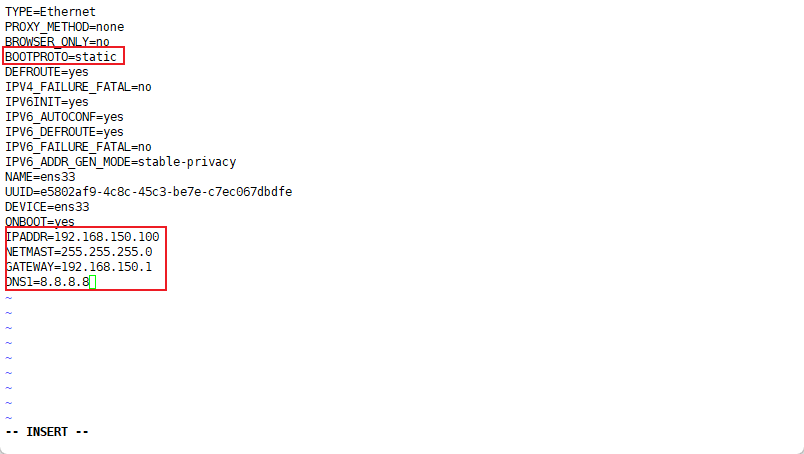 TYPE=Ethernet
PROXY_METHOD=none
BROWSER_ONLY=no
BOOTPROTO=static
DEFROUTE=yes
IPV4_FAILURE_FATAL=no
IPV6INIT=yes
IPV6_AUTOCONF=yes
IPV6_DEFROUTE=yes
IPV6_FAILURE_FATAL=no
IPV6_ADDR_GEN_MODE=stable-privacy
NAME=ens33
UUID=e5802af9-4c8c-45c3-be7e-c7ec067dbdfe
DEVICE=ens33
ONBOOT=yes
IPADDR=192.168.150.100
NETMAST=255.255.255.0
GATEWAY=192.168.150.1
DNS1=8.8.8.8
~
~
~
~
~
~
~
~
~
-- INSERT --